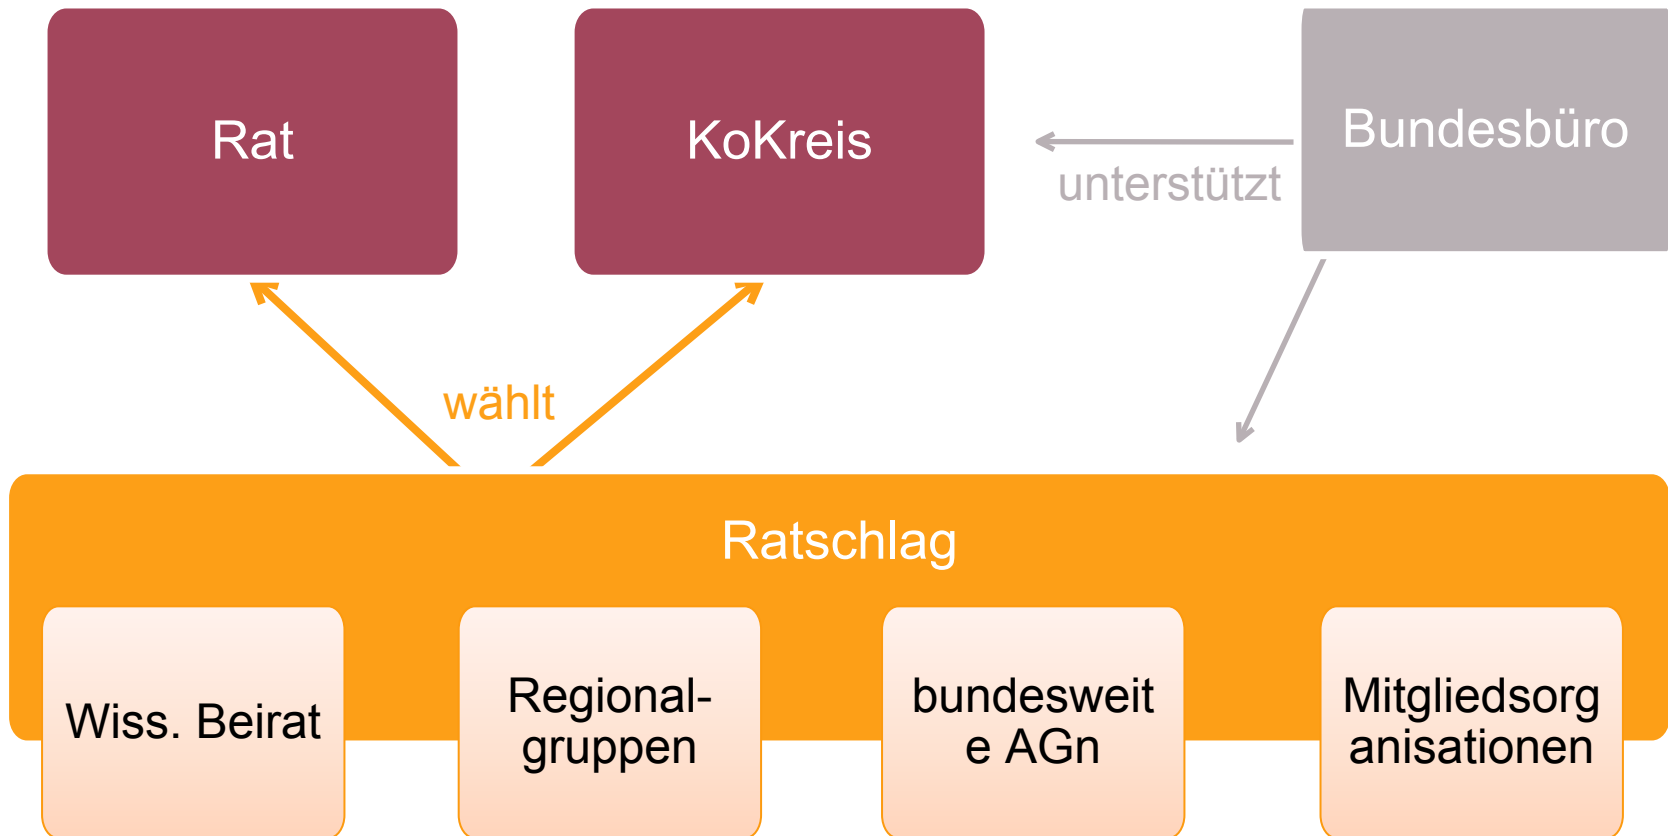 Rat
KoKreis
Bundesbüro
unterstützt
wählt
Ratschlag
Wiss. Beirat
Regional-
gruppen
bundesweit
e AGn
Mitgliedsorg
anisationen